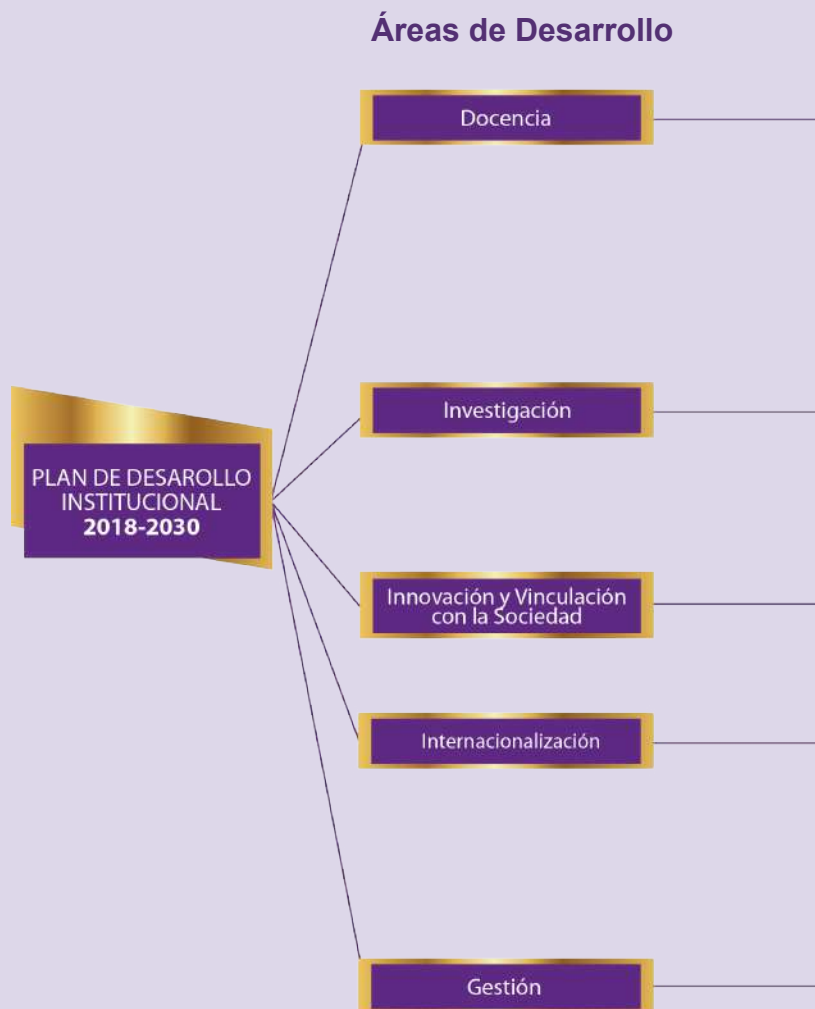 Áreas de Desarrollo
Docencia
Investigación
PLAN DE DESAROLLO
INSTITUCIONAL
2018-2030
Innovación y Vinculación
con la Sociedad
Internacionalización
Gestión